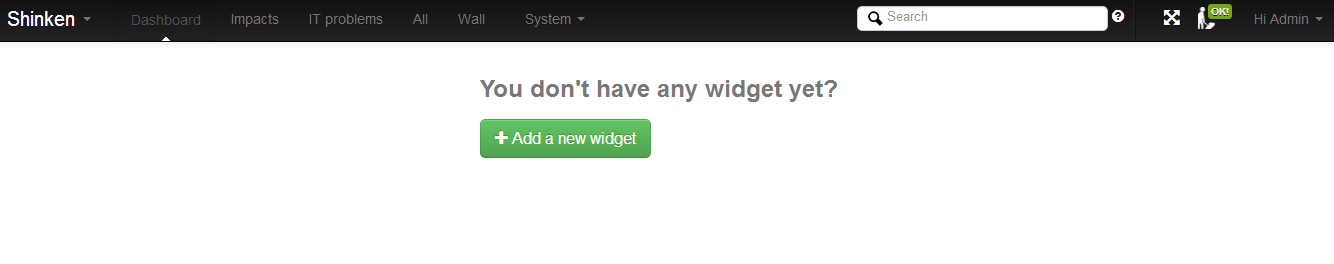 Shinken Dashboard Impacts IT problems All Wall System Search OK! Hi Admin
You don't have any widget yet?
Add a new widget